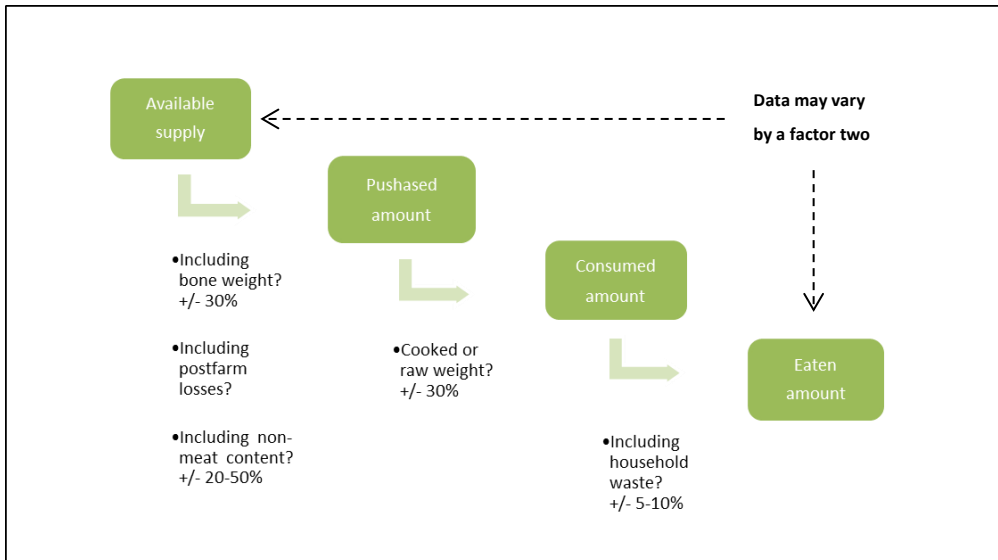 Available
supply
Data may vary
by a factor two
Pushased
amount
•Including
bone weight?
+/- 30%
•Including
postfarm
losses?
•Including non-
meat content?
+/- 20-50%
Consumed
amount
•Cooked or
raw weight?
+/- 30%
Eaten
amount
•Including
household
waste?
+/- 5-10%